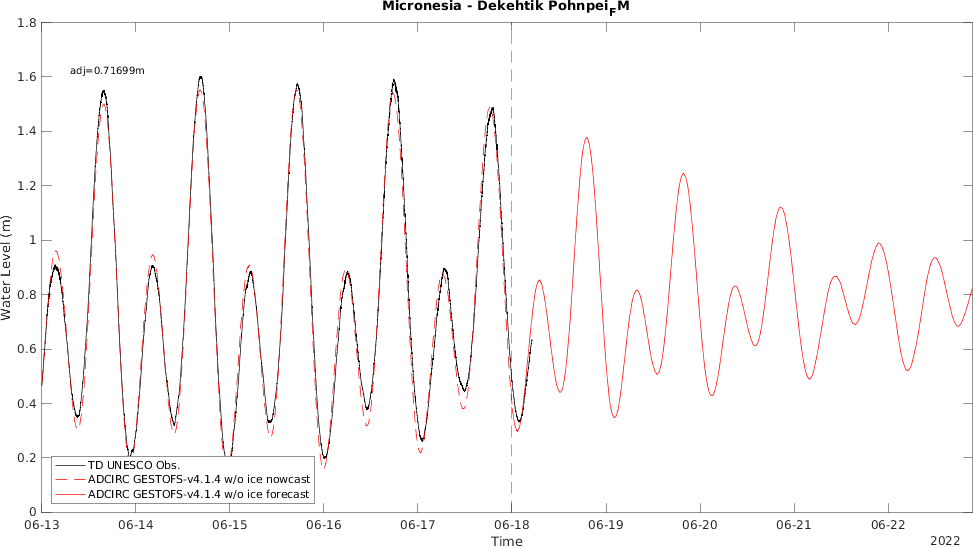 Micronesia - Dekehtik PohnpeiFM
1.8
1.6
1.4
1.2
1
0.8
0.6
0.4
0.2
0
Water Level (m)
adj=0.71699m
TD UNESCO Obs.
ADCIRC GESTOFS-v4.1.4 w/o ice nowcast
ADCIRC GESTOFS-v4.1.4 w/o ice forecast
06-13 06-14 06-15 06-16 06-17 06-18 06-19 06-20 06-21 06-22
Time
2022